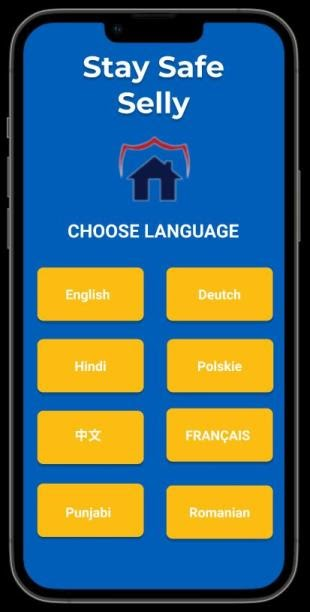 Stay Safe
Selly
CHOOSE LANGUAGE
English
Deutch
Hindi
Polskie
中文
FRANÇAIS
Punjabi
Romanian